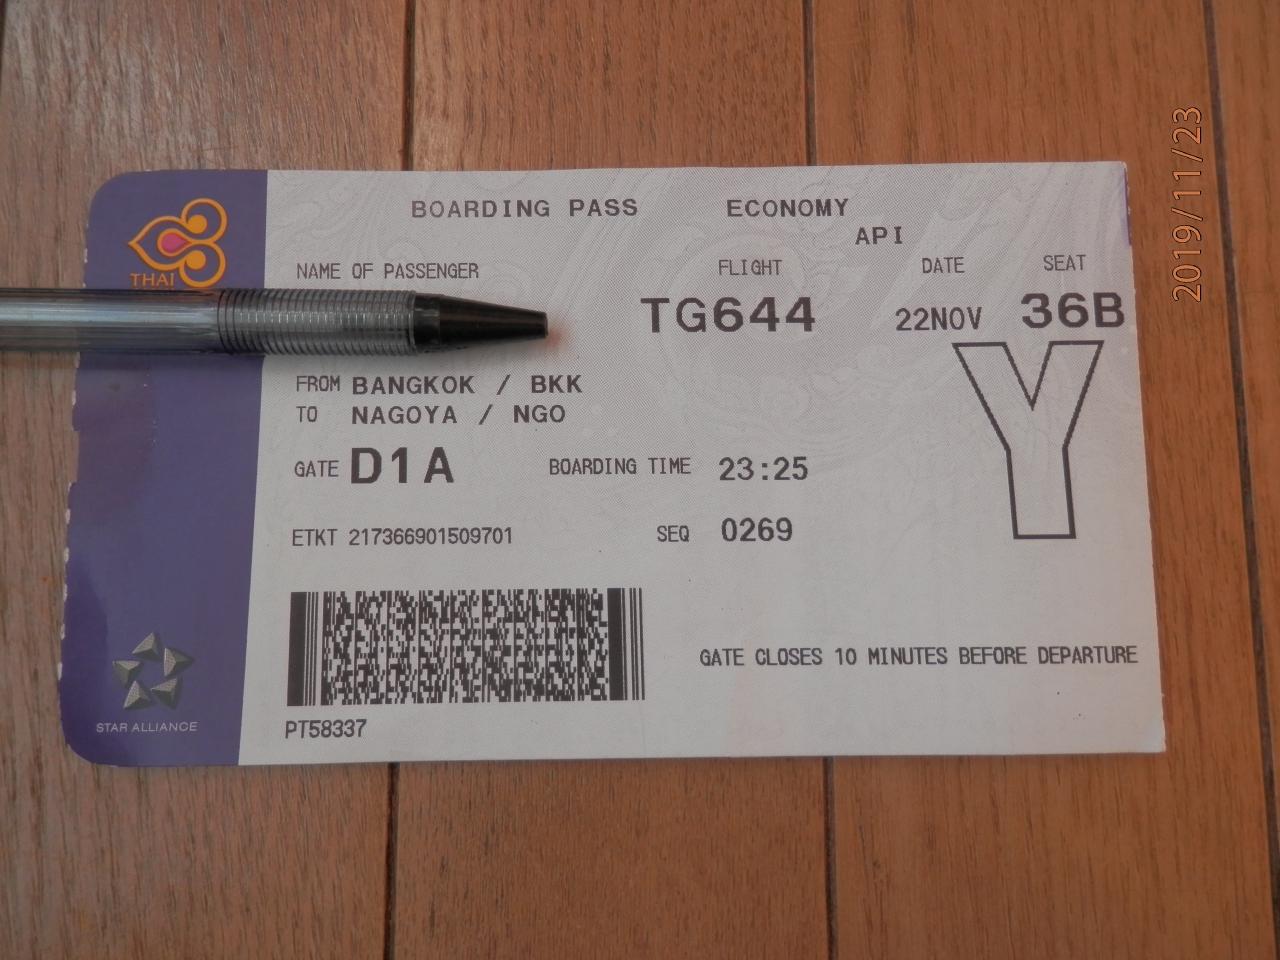 THAI
BOARDING PASS ECONOMY
API
NAME OF PASSENGER FLIGHT DATE SEAT
TG644 22NOV 36B
Y
FROM BANGKOK / BKK
TO NAGOYA / NGO
GATE D1A BOARDING TIME 23:25
ETKT 217366901509701 SEQ 0269
GATE CLOSES 10 MINUTES BEFORE DEPARTURE
STAR ALLIANCE
PT58337
2019/11/23